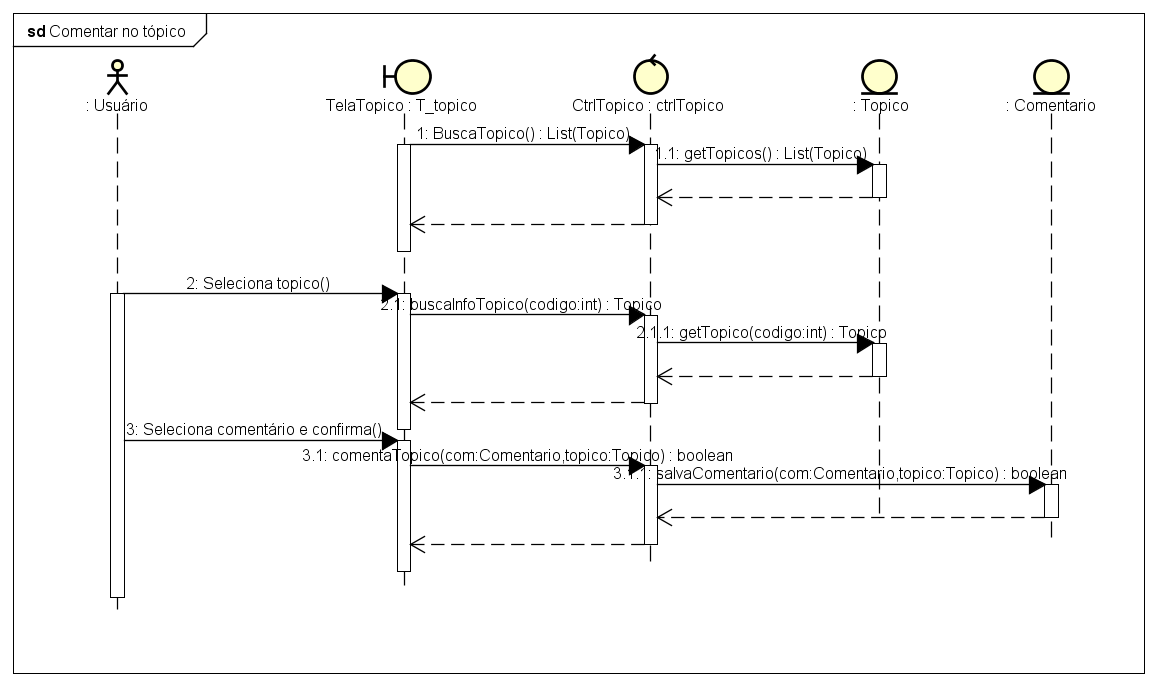 sd Comentar no tópico
: Usuário
TelaTopico : T_topico
CtrlTopico : ctrlTopico
: Topico
: Comentario
1: BuscaTopico() : List(Topico)
1.1: getTopicos() : List(Topico)
2: Seleciona topico()
2.1: buscaInfoTopico(codigo:int) : Topico
2.1.1: getTopico(codigo:int) : Topico
3: Seleciona comentário e confirma()
3.1: comentaTopico(com:Comentario,topico:Topico) : boolean
3.1.1: salvaComentario(com:Comentario,topico:Topico) : boolean